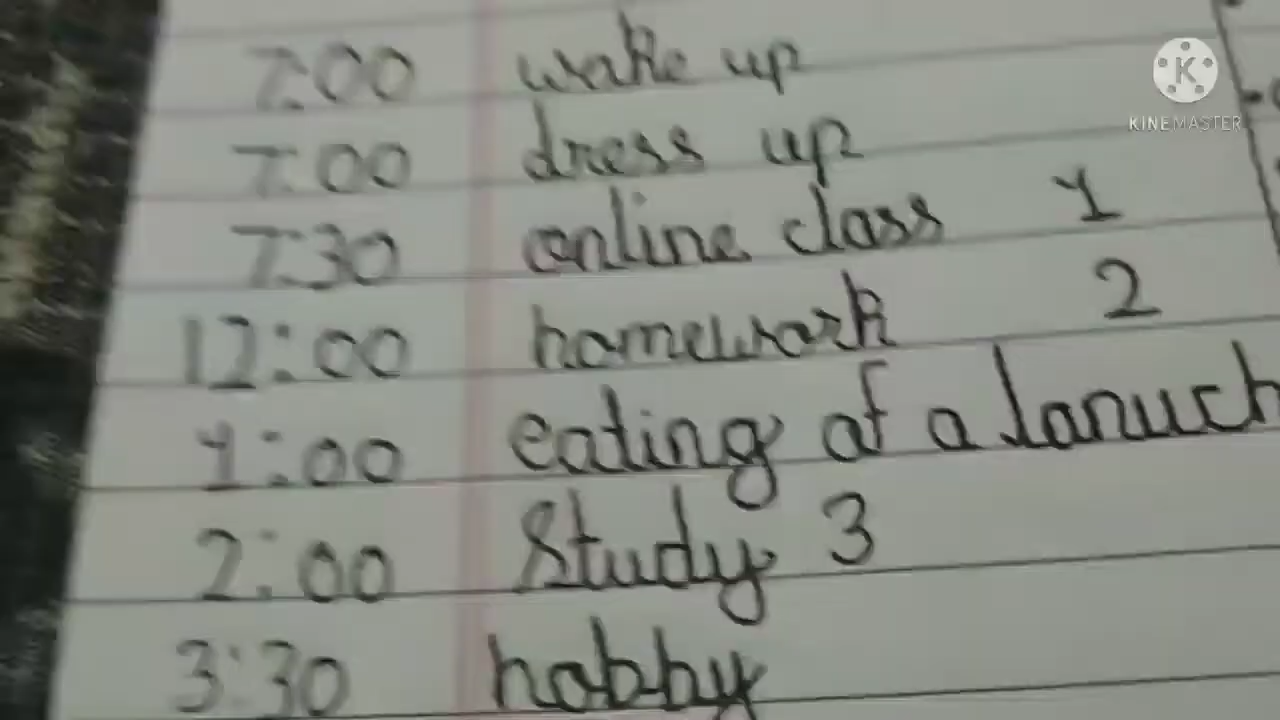 7:00 wake up
7:00 dress up
7:30 online class 1
12:00 homework 2
1:00 eating of a lanuch
2:00 Study 3
3:30 hobby
K
KINEMASTER